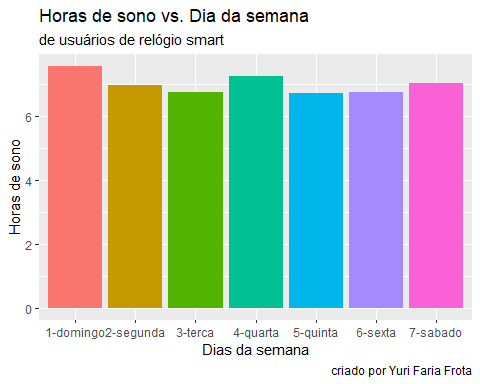 Horas de sono vs. Dia da semana
de usuários de relógio smart
Horas de sono
6
4
2
0
1-domingo 2-segunda 3-terca 4-quarta 5-quinta 6-sexta 7-sabado
Dias da semana
criado por Yuri Faria Frota